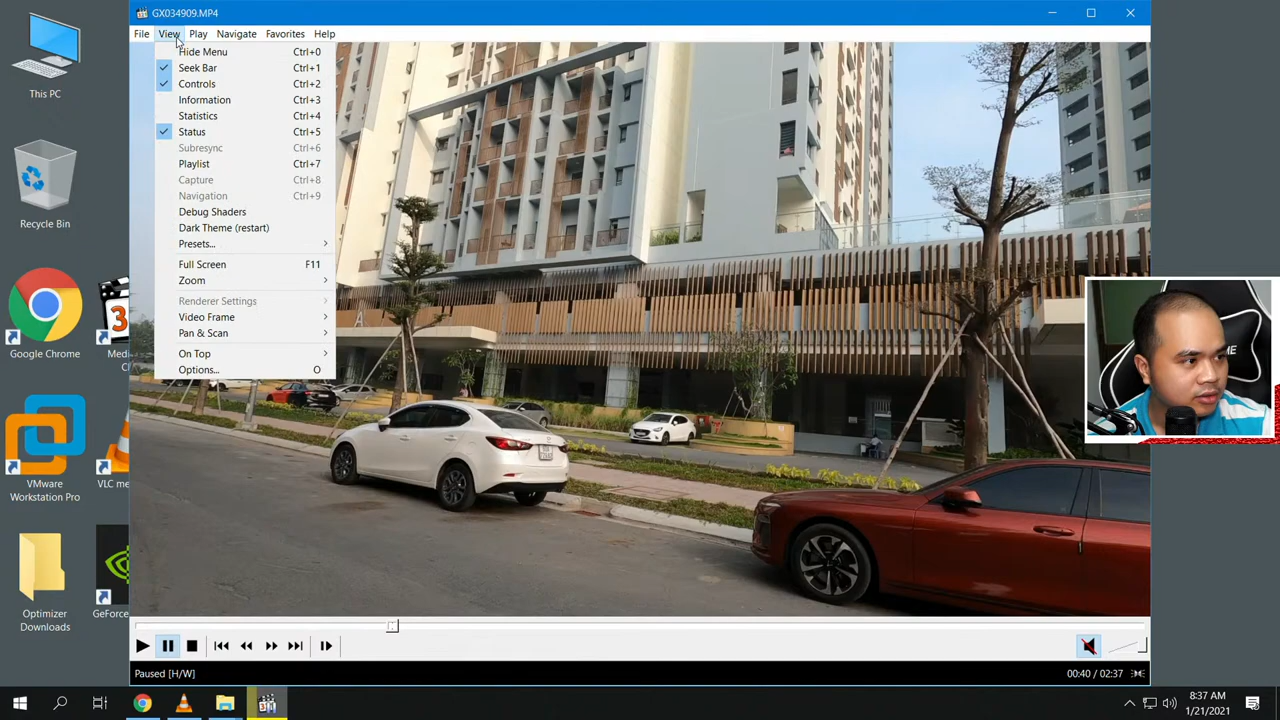 GX034909.MP4
File View Play Navigate Favorites Help
Hide Menu Ctrl+0
Seek Bar Ctrl+1
Controls Ctrl+2
Information Ctrl+3
Statistics Ctrl+4
Status Ctrl+5
Subresync Ctrl+6
Playlist Ctrl+7
Capture Ctrl+8
Navigation Ctrl+9
Debug Shaders
Dark Theme (restart)
Presets...
Full Screen F11
Zoom
Renderer Settings
Video Frame
Pan & Scan
On Top
Options... O
This PC
Recycle Bin
Google Chrome
VMware
Workstation Pro
VLC me
Optimizer
Downloads
GeForce
Paused [H/W]
00:40 / 02:37
8:37 AM
1/21/2021